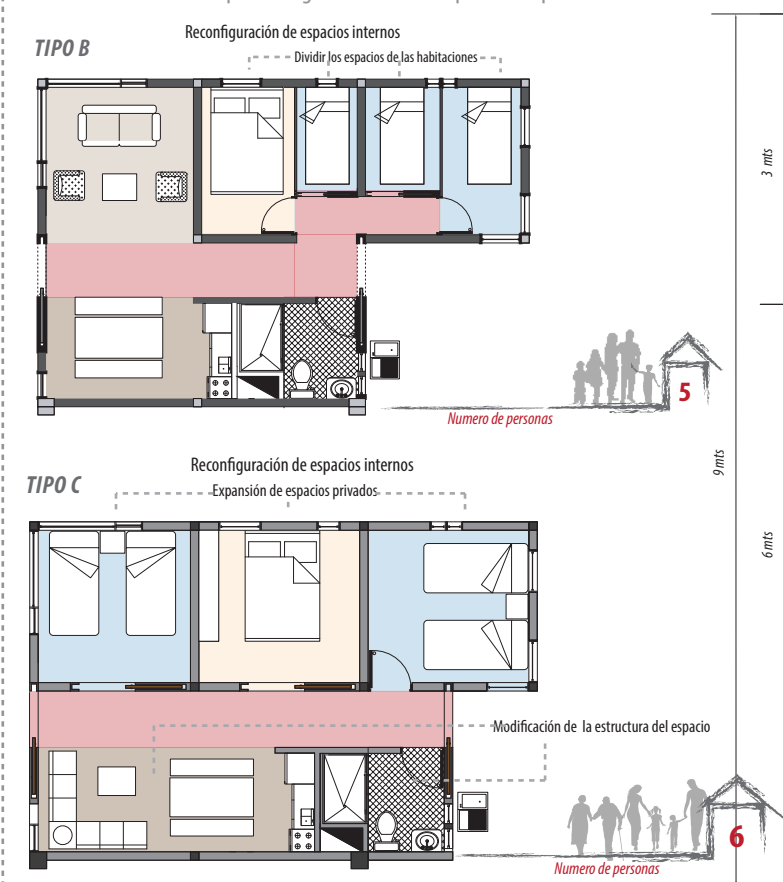 TIPO B
Reconfiguración de espacios internos
Dividir los espacios de las habitaciones
3 mts
5
Numero de personas
9 mts
TIPO C
Reconfiguración de espacios internos
Expansión de espacios privados
6 mts
Modificación de la estructura del espacio
6
Numero de personas